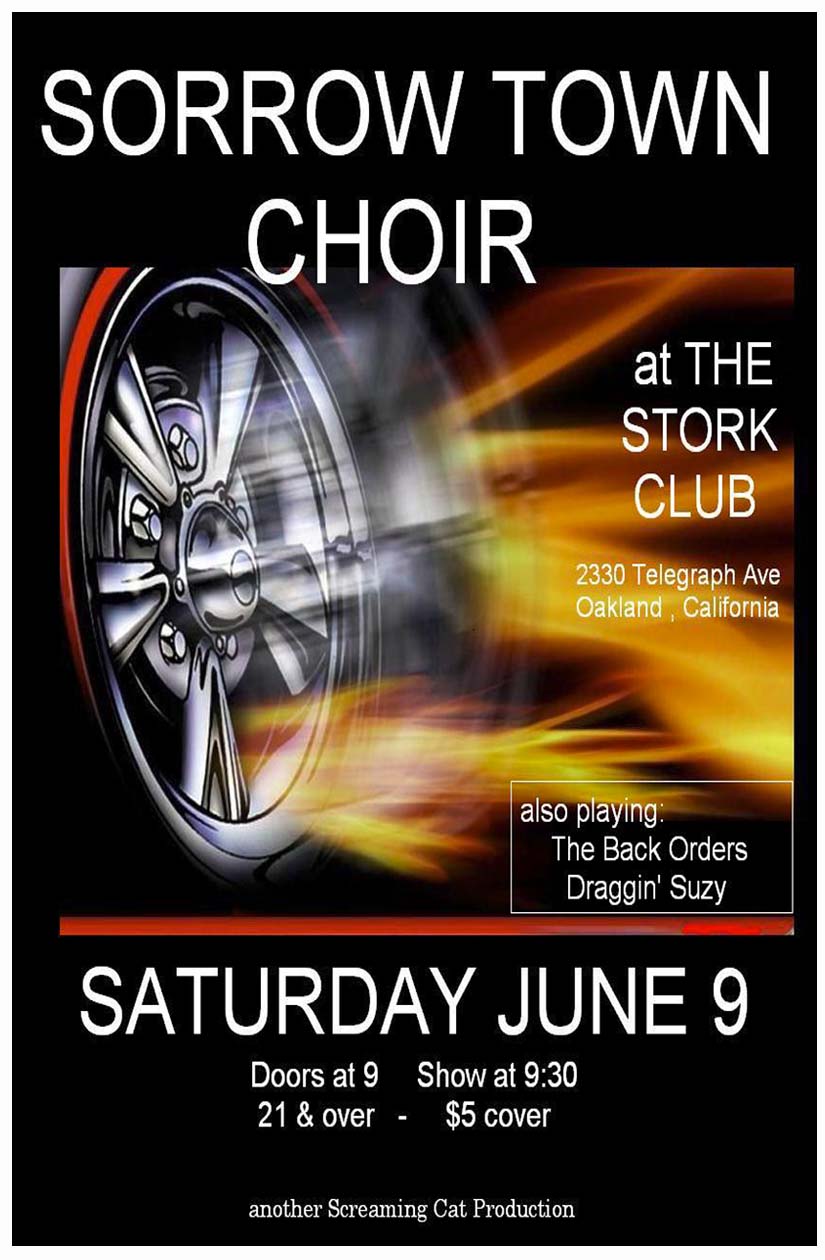 SORROW TOWN
CHOIR
at THE
STORK
CLUB
2330 Telegraph Ave
Oakland , California
also playing:
The Back Orders
Draggin' Suzy
SATURDAY JUNE 9
Doors at 9 Show at 9:30
21 & over - $5 cover
another Screaming Cat Production